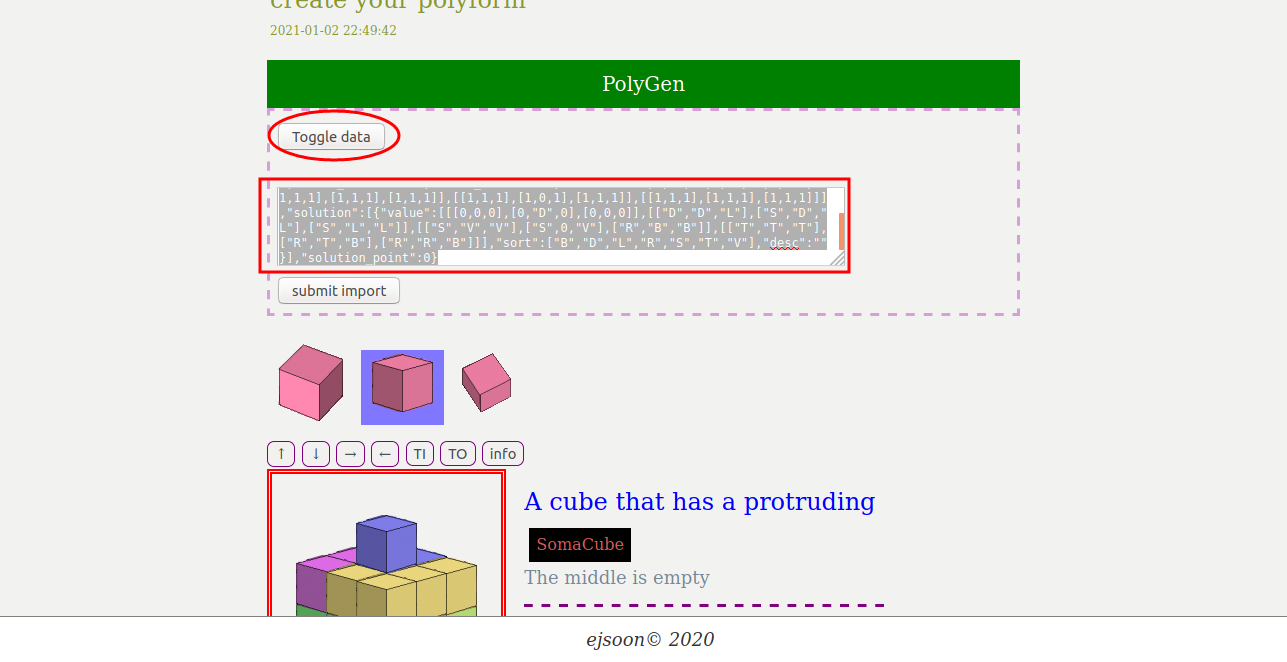 create your polyform
2021-01-02 22:49:42
PolyGen
Toggle data
1,1,1],[1,1,1],[1,1,1]],[[1,1,1],[1,0,1],[1,1,1]],[[1,1,1],[1,1,1],[1,1,1]]]
,"solution":[{"value":[[[0,0,0],[0,"D",0],[0,0,0]],[["D","D","L"],["S","D","
L"],["S","L","L"]],[["S","V","V"],["S",0,"V"],["R","B","B"]],[["T","T","T"],
["R","T","B"],["R","R","B"]]],"sort":["B","D","L","R","S","T","V"],"desc":""
}],"solution_point":0}
submit import
↑ ↓ → ← TI TO info
A cube that has a protruding
SomaCube
The middle is empty
ejsoon© 2020